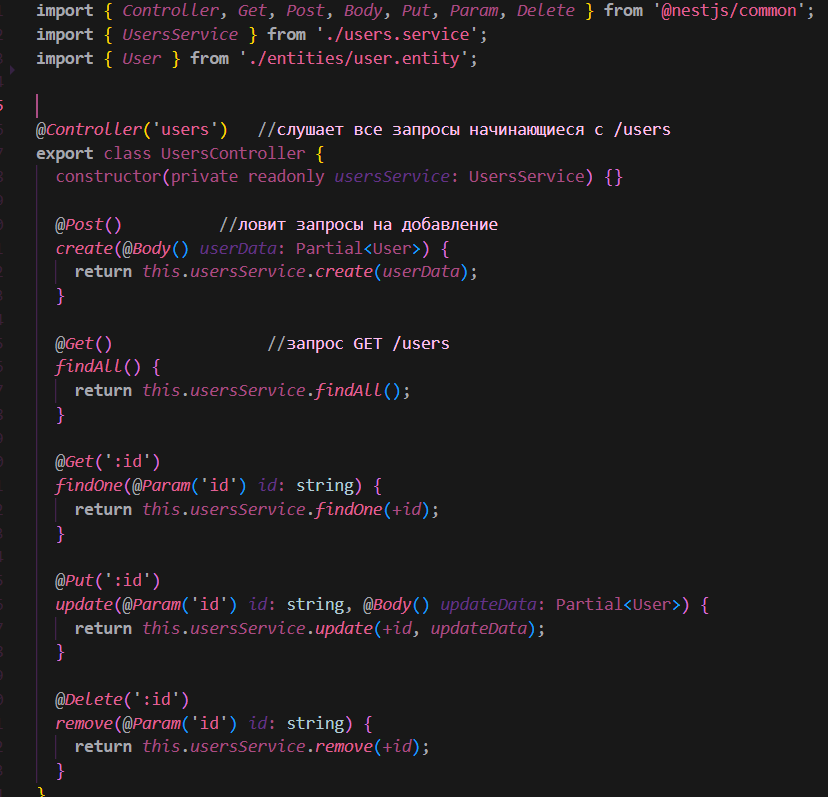 import { Controller, Get, Post, Body, Put, Param, Delete } from '@nestjs/common';
import { UsersService } from './users.service';
import { User } from './entities/user.entity';
@Controller('users')   //слушает все запросы начинающиеся с /users
export class UsersController {
  constructor(private readonly usersService: UsersService) {}
  @Post()          //ловит запросы на добавление
  create(@Body() userData: Partial<User>) {
    return this.usersService.create(userData);
  }
  @Get()                //запрос GET /users
  findAll() {
    return this.usersService.findAll();
  }
  @Get(':id')
  findOne(@Param('id') id: string) {
    return this.usersService.findOne(+id);
  }
  @Put(':id')
  update(@Param('id') id: string, @Body() updateData: Partial<User>) {
    return this.usersService.update(+id, updateData);
  }
  @Delete(':id')
  remove(@Param('id') id: string) {
    return this.usersService.remove(+id);
  }
}